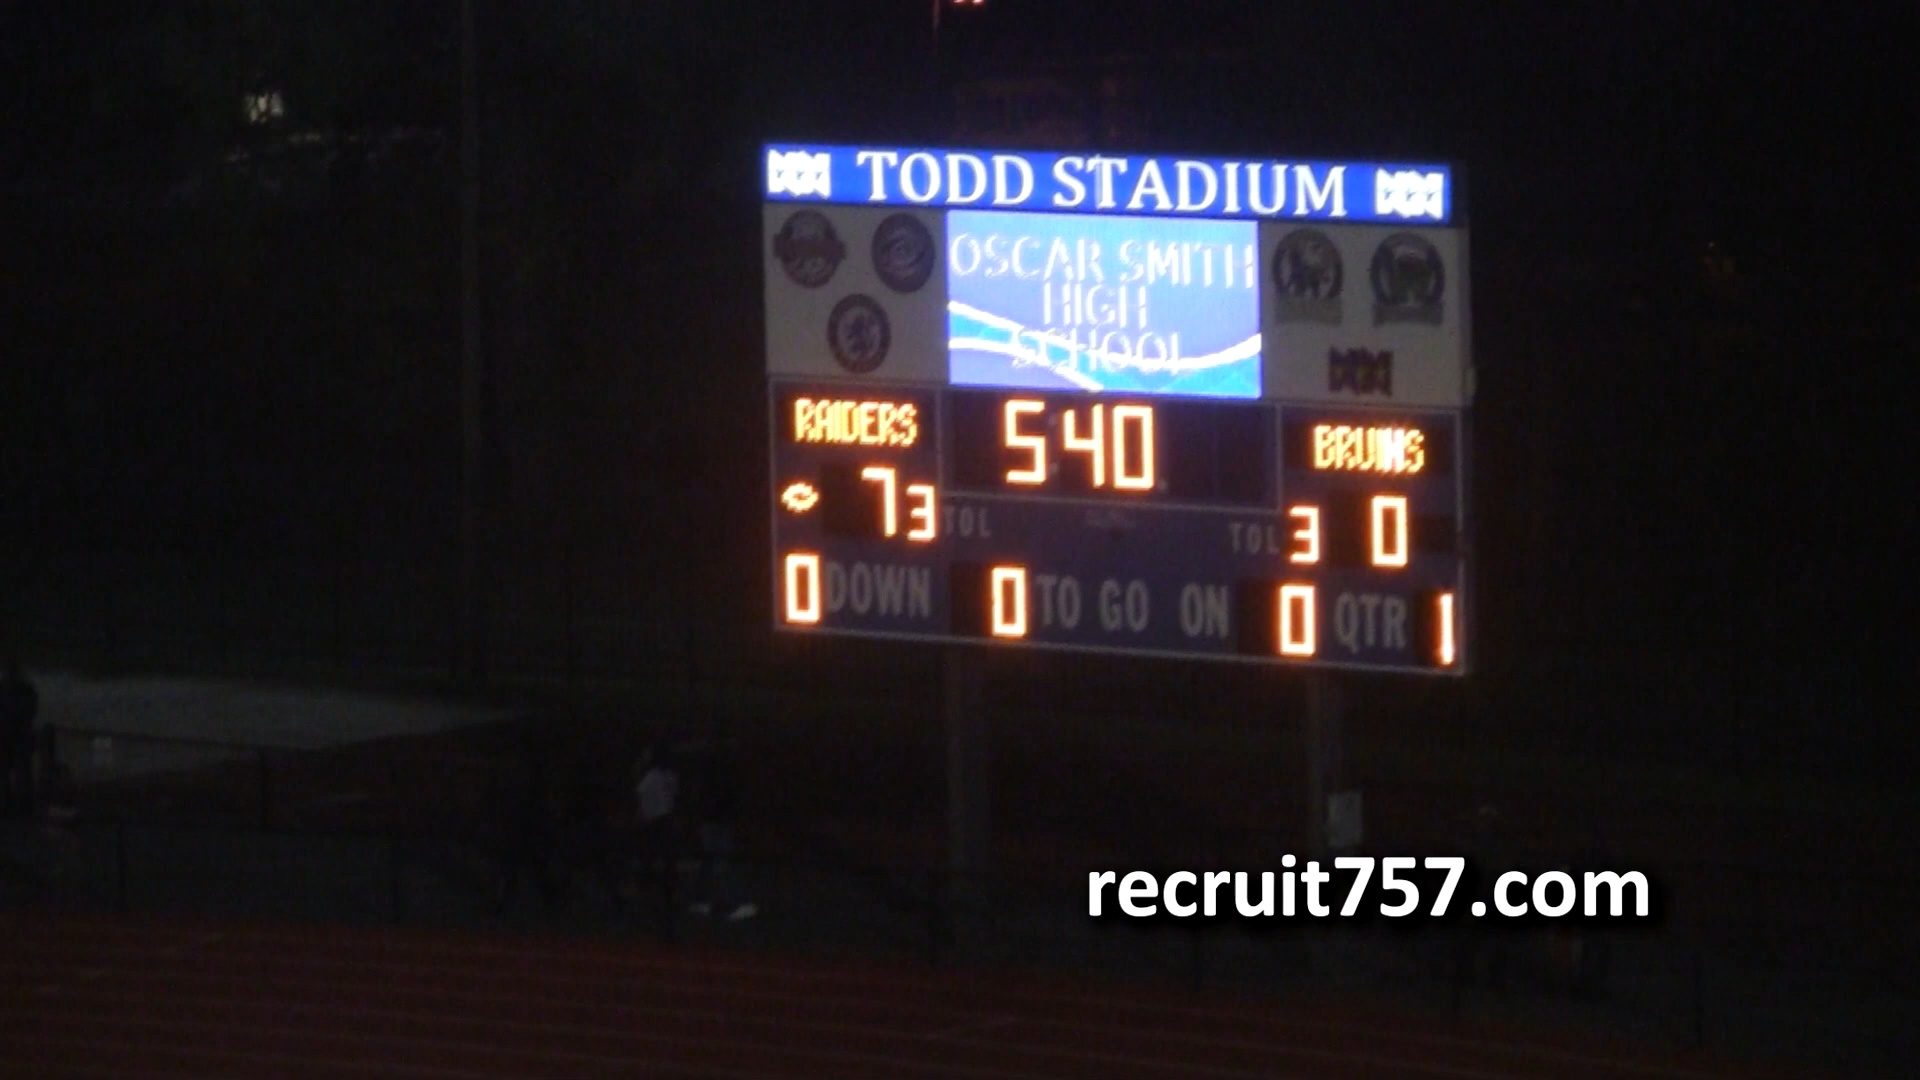 TODD STADIUM
OSCAR SMITH
HIGH
SCHOOL
RAIDERS 5:40 BRUINS
7 3 TOL TOL 3 0
0 DOWN 0 TO GO ON 0 QTR 1
recruit757.com